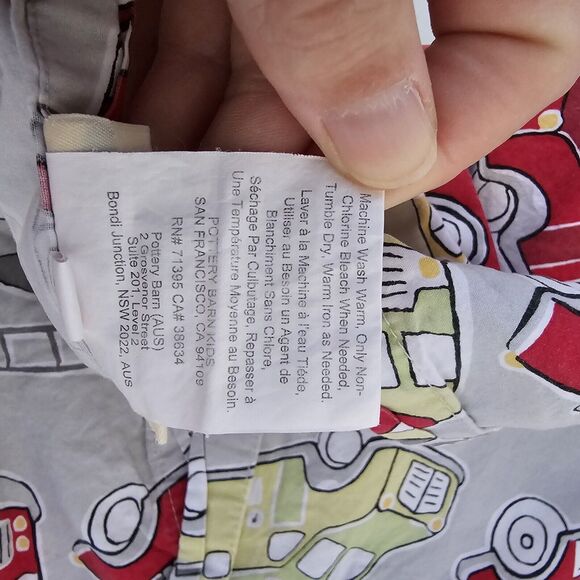 Machine Wash Warm, Only Non-
Chlorine Bleach When Needed,
Tumble Dry, Warm Iron as Needed.
Laver à la Machine à l'eau Tiède,
Utiliser au Besoin un Agent de
Blanchiment Sans Chlore,
Séchage Par Culbutage, Repasser à
Une Température Moyenne au Besoin.
POTTERY BARN KIDS
SAN FRANCISCO, CA 94109
RN# 71395 CA# 38634
Pottery Barn (AUS)
2 Grosvenor Street
Suite 201, Level 2
Bondi Junction, NSW 2022, AUS